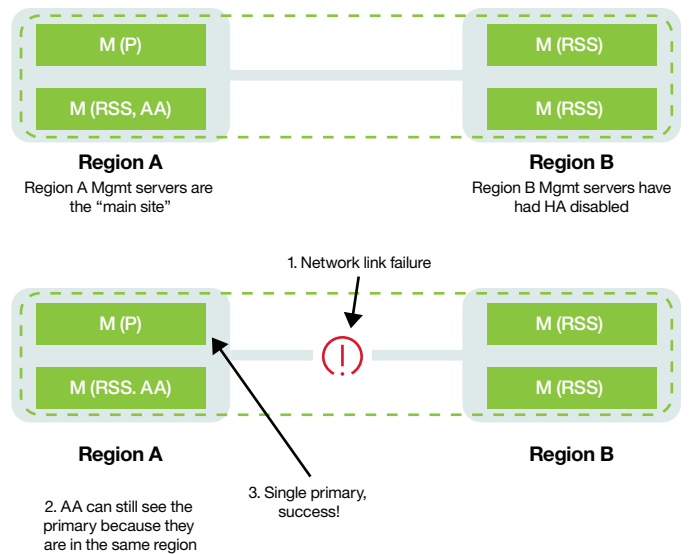 M (P)
M (RSS)
M (RSS, AA)
M (RSS)
Region A
Region A Mgmt servers are
the “main site”
Region B
Region B Mgmt servers have
had HA disabled
1. Network link failure
M (P)
M (RSS)
M (RSS. AA)
M (RSS)
Region A
Region B
2. AA can still see the
primary because they
are in the same region
3. Single primary,
success!